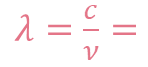 λ = c/ν =